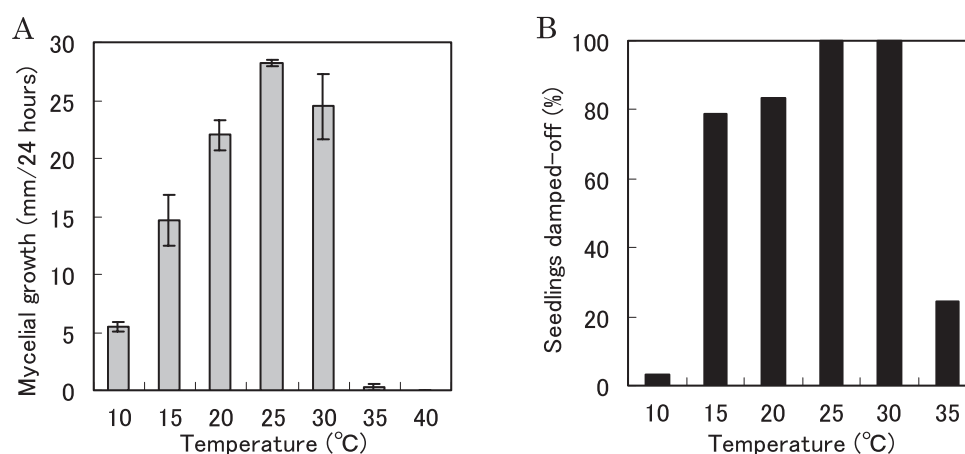 A
Mycelial growth (mm/24 hours)
30
25
20
15
10
5
0
10 15 20 25 30 35 40
Temperature (℃)
B
Seedlings damped-off (%)
100
80
60
40
20
0
10 15 20 25 30 35
Temperature (℃)